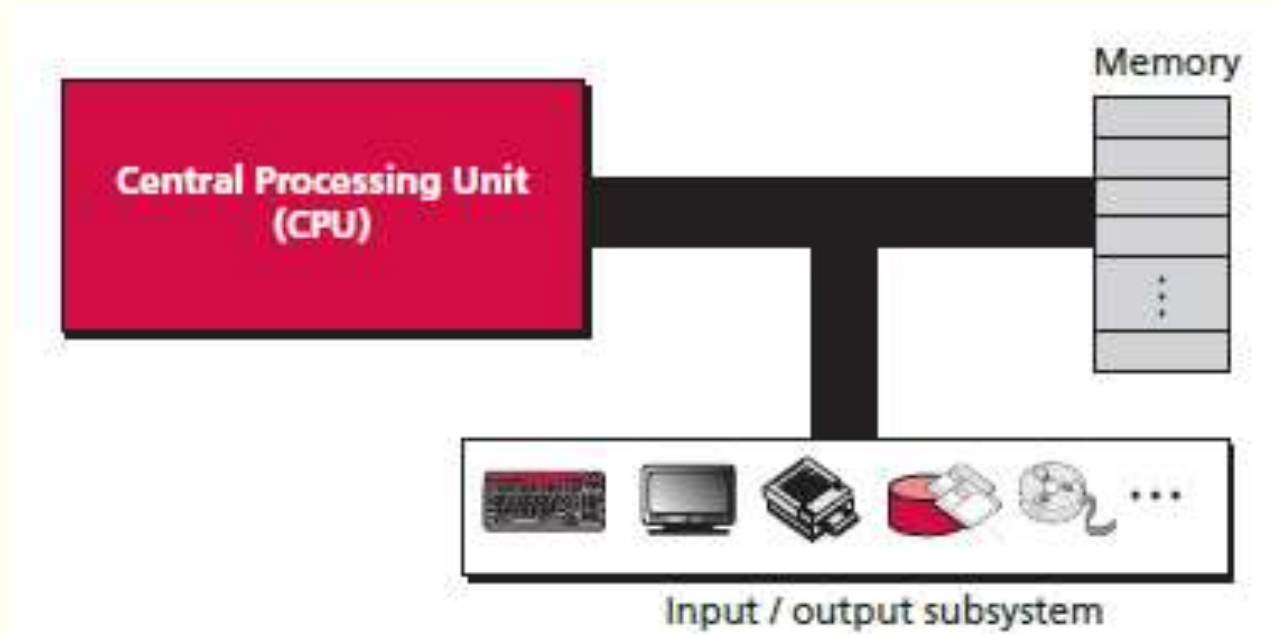 Memory
Central Processing Unit
(CPU)
Input / output subsystem